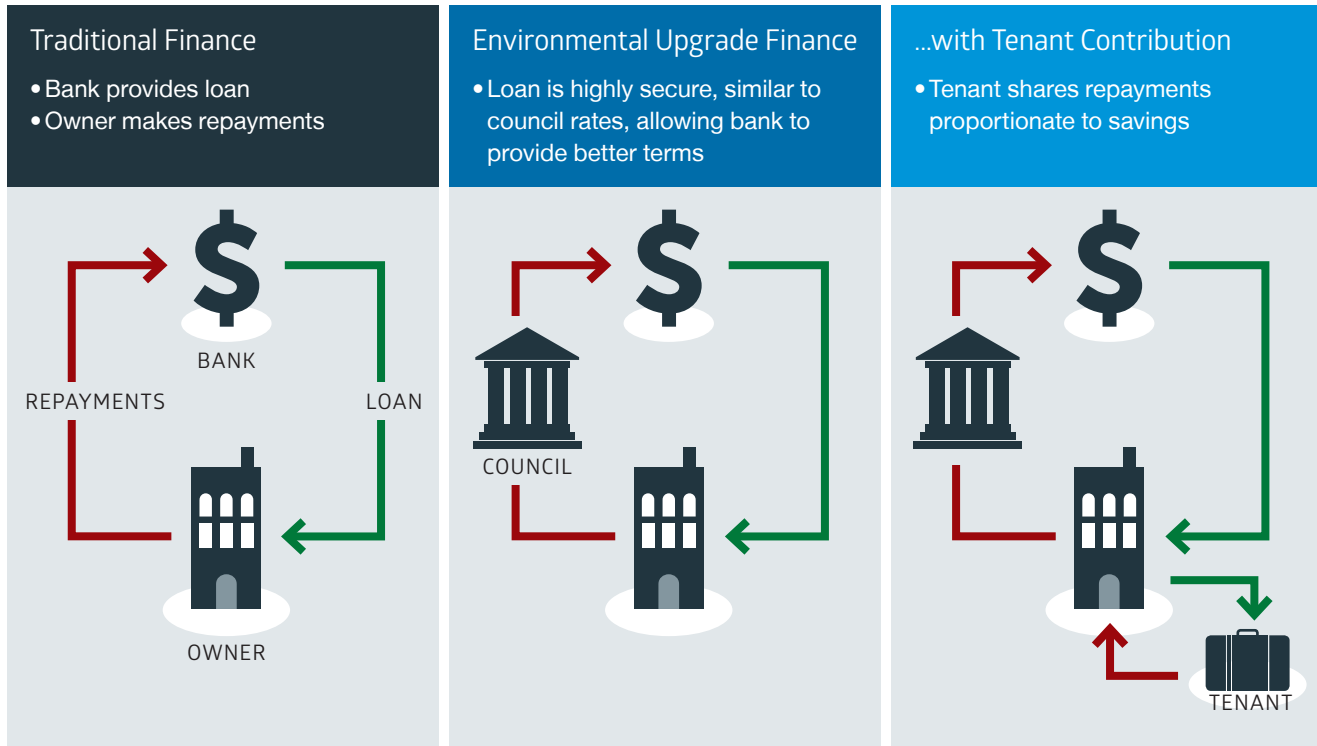 Traditional Finance
• Bank provides loan
• Owner makes repayments
BANK
REPAYMENTS
LOAN
OWNER
Environmental Upgrade Finance
• Loan is highly secure, similar to
council rates, allowing bank to
provide better terms
COUNCIL
...with Tenant Contribution
• Tenant shares repayments
proportionate to savings
TENANT